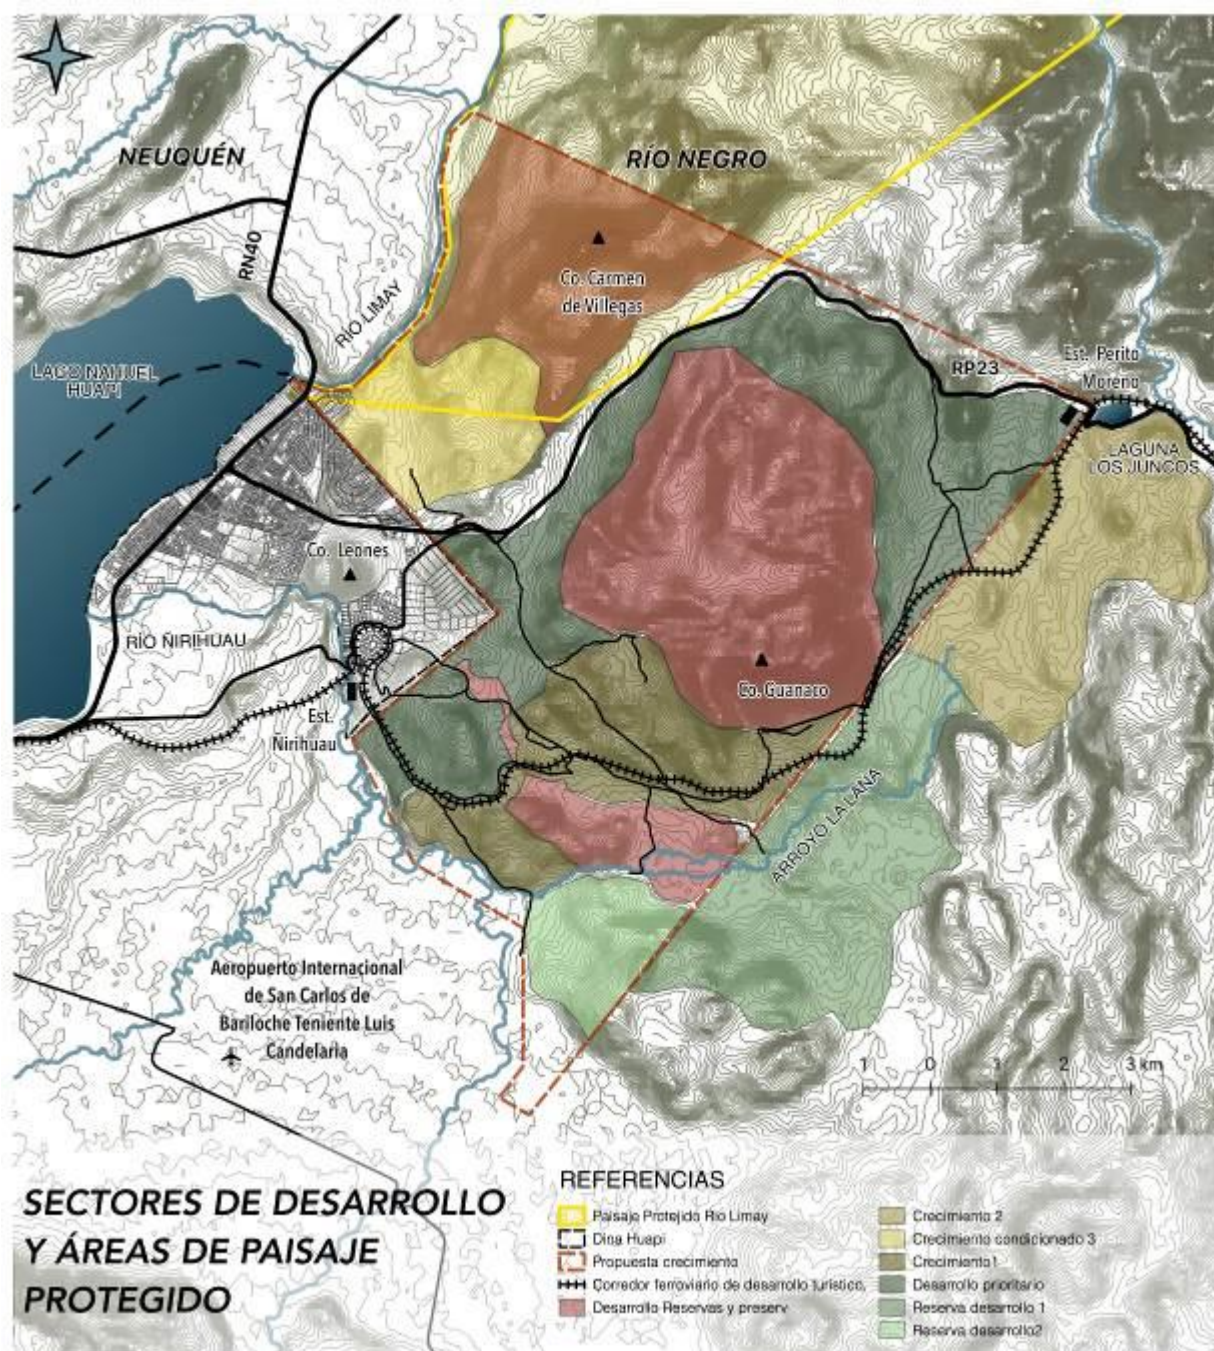 NEUQUÉN
RÍO NEGRO
RN40
RÍO LIMAY
Co. Carmen
de Villegas
LAGO NAHUEL
HUAPI
RP23
Est. Perito
Moreno
LAGUNA
LOS JUNCOS
Co. Leones
RÍO ÑIRIHUAU
Co. Guanaco
Est.
Ñirihuau
ARROYO LA LANA
Aeropuerto Internacional
de San Carlos de
Bariloche Teniente Luis
Candelaria
1 0 1 2 3 km
SECTORES DE DESARROLLO
Y ÁREAS DE PAISAJE
PROTEGIDO
REFERENCIAS
Paisaje Protejido Rio Limay
Dina Huapi
Propuesta crecimiento
Corredor ferroviario de desarrollo turístico,
Desarrollo Reservas y preserv
Crecimiento 2
Crecimiento condicionado 3
Crecimiento1
Desarrollo prioritario
Reserva desarrollo 1
Reserva desarrollo2